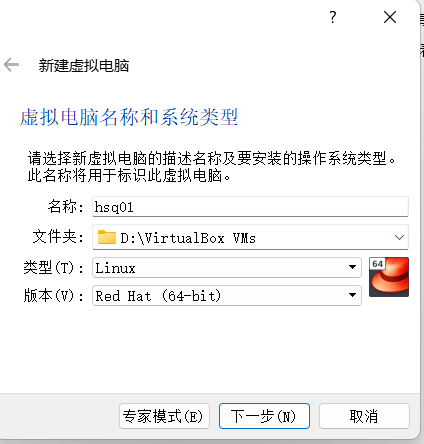 ?
新建虚拟电脑
虚拟电脑名称和系统类型
请选择新虚拟电脑的描述名称及要安装的操作系统类型。
此名称将用于标识此虚拟电脑。
名称: hsq01
文件夹: D:\VirtualBox VMs
类型(T): Linux
64
版本(V): Red Hat (64-bit)
专家模式(E) 下一步(N) 取消